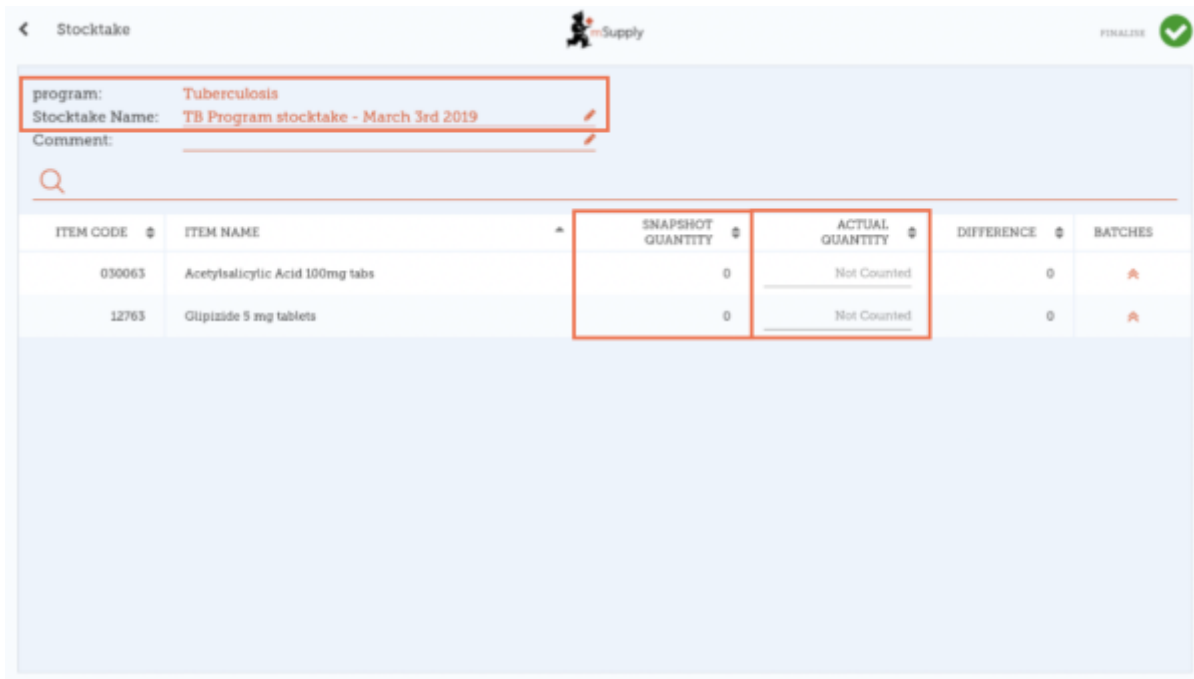 Stocktake
mSupply
FINALISE
program: Tuberculosis
Stocktake Name: TB Program stocktake - March 3rd 2019
Comment:
ITEM CODE ITEM NAME SNAPSHOT QUANTITY ACTUAL QUANTITY DIFFERENCE BATCHES
030063 Acetylsalicylic Acid 100mg tabs 0 Not Counted 0
12763 Glipizide 5 mg tablets 0 Not Counted 0